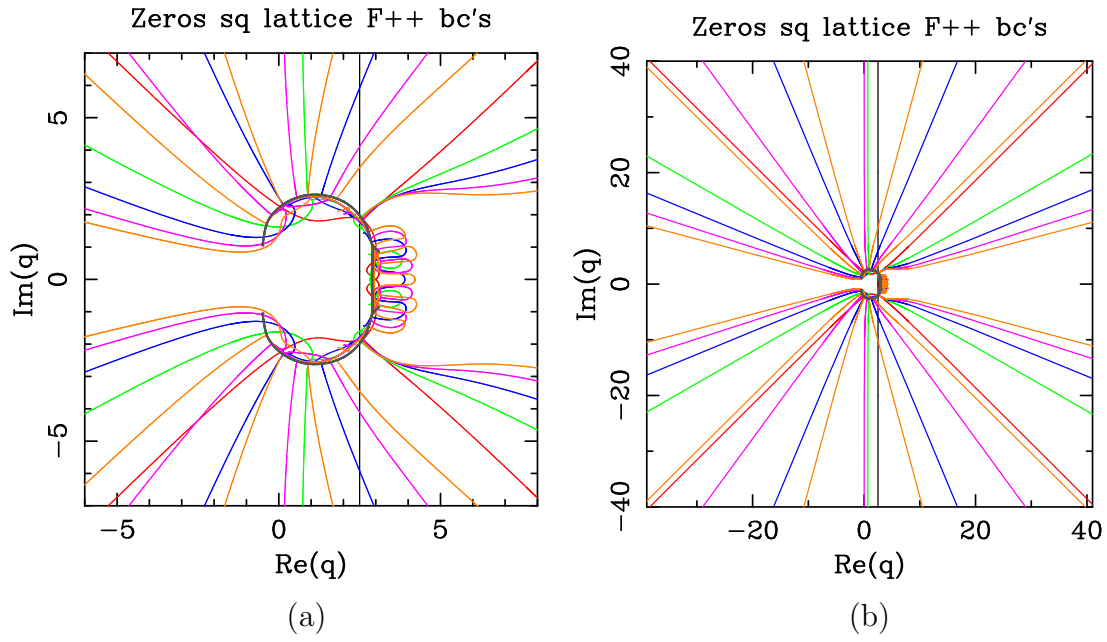 Zeros sq lattice F++ bc's
Zeros sq lattice F++ bc's
Im(q)
5
0
−5
−5
0
5
Re(q)
(a)
Im(q)
40
20
0
−20
−40
−20
0
20
40
Re(q)
(b)